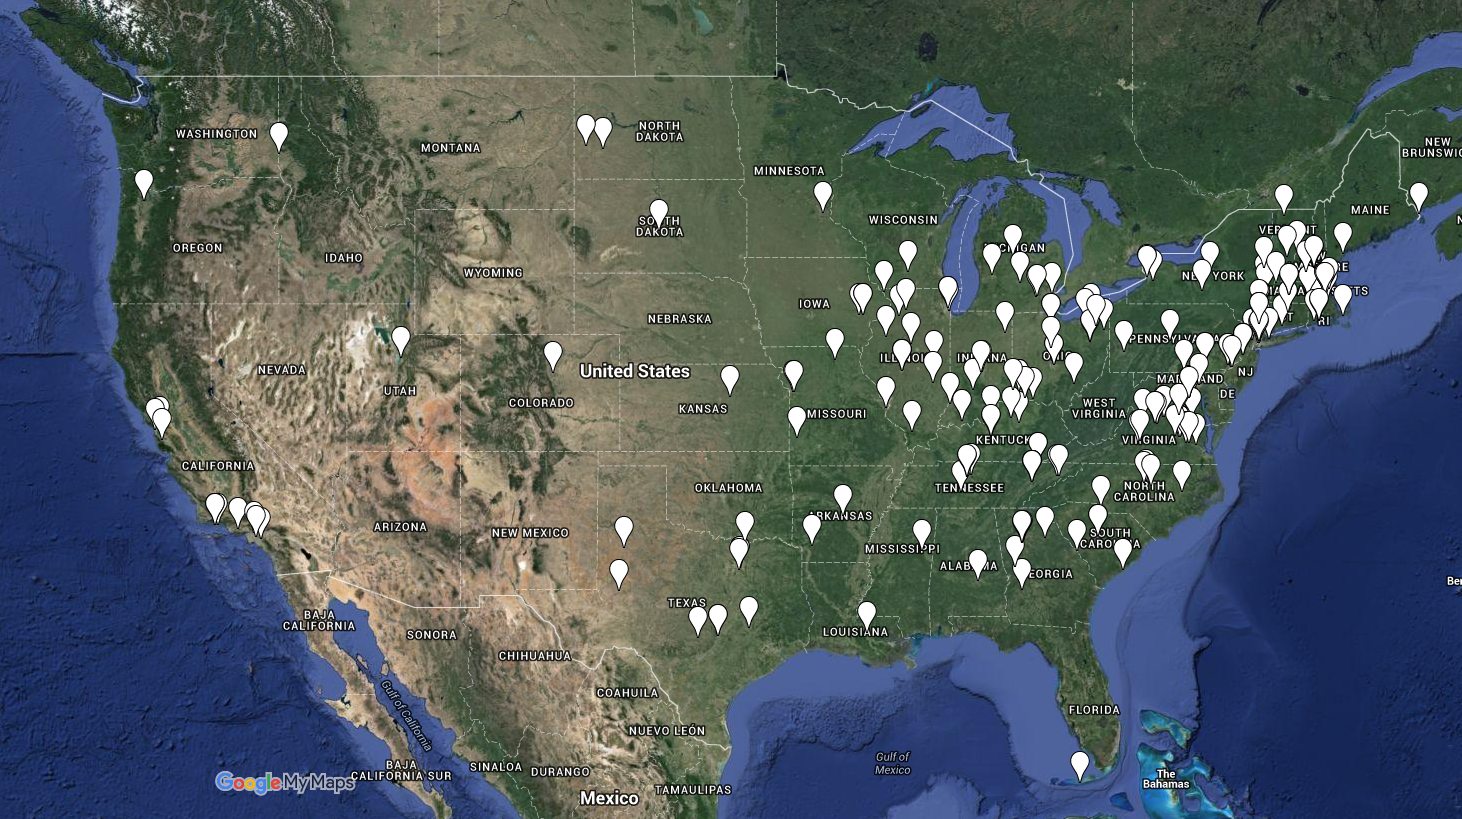 WASHINGTON
MONTANA
NORTH
DAKOTA
MINNESOTA
NEW
BRUNSWIC
MAINE
OREGON
IDAHO
WYOMING
SOUTH
DAKOTA
WISCONSIN
MICHIGAN
VERMONT
NEW YORK
IOWA
NEBRASKA
NEVADA
UTAH
COLORADO
United States
KANSAS
MISSOURI
ILLINOIS
INDIANA
OHIO
PENNSYLVANIA
RI
NJ
MARYLAND
DE
WEST
VIRGINIA
VIRGINIA
KENTUCKY
CALIFORNIA
ARIZONA
NEW MEXICO
OKLAHOMA
ARKANSAS
TENNESSEE
NORTH
CAROLINA
SOUTH
CAROLINA
MISSISSIPPI
ALABAMA
GEORGIA
TEXAS
LOUISIANA
FLORIDA
BAJA
CALIFORNIA
SONORA
CHIHUAHUA
COAHUILA
NUEVO LEÓN
Gulf of California
BAJA
CALIFORNIA SUR
SINALOA
DURANGO
TAMAULIPAS
Mexico
Gulf of
Mexico
The
Bahamas
Ber
Google My Maps